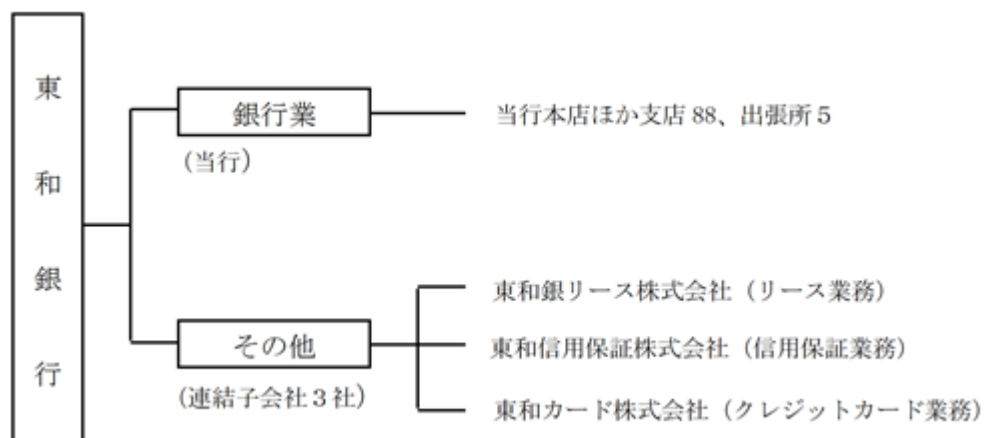 東和銀行
銀行業
(当行)
当行本店ほか支店 88、出張所５
その他
(連結子会社３社)
東和銀リース株式会社（リース業務）
東和信用保証株式会社（信用保証業務）
東和カード株式会社（クレジットカード業務）